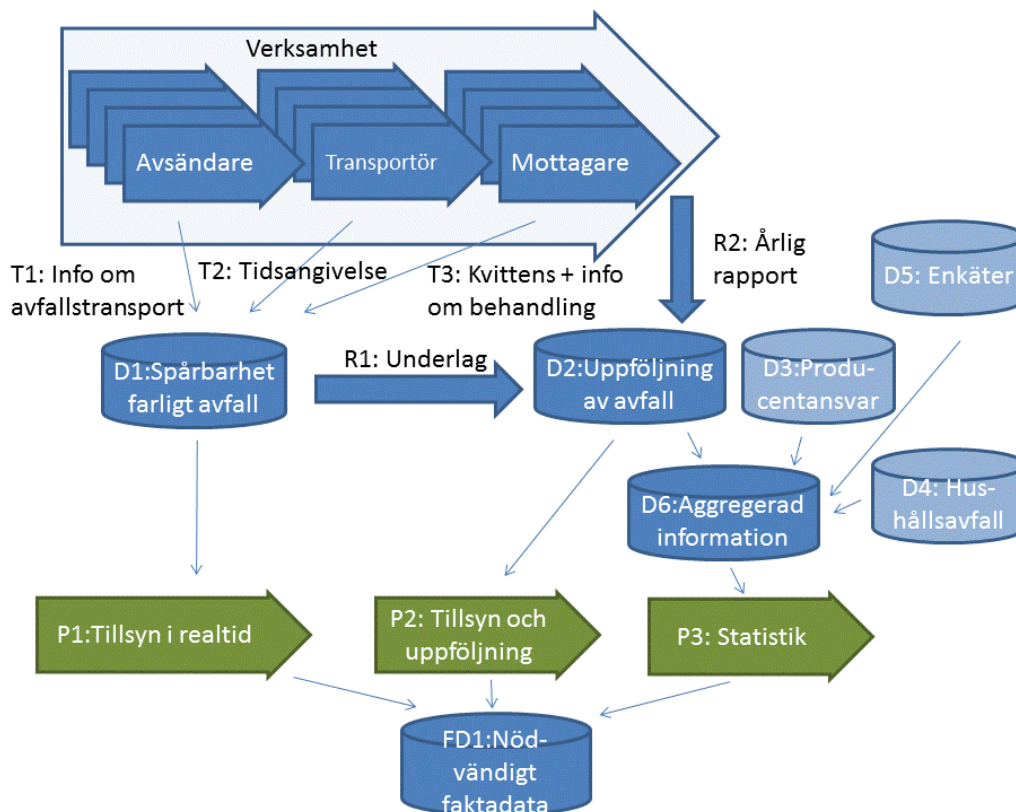 Verksamhet
Avsändare
Transportör
Mottagare
T1: Info om
avfallstransport
T2: Tidsangivelse
T3: Kvittens + info
om behandling
R2: Årlig
rapport
D5: Enkäter
D1:Spårbarhet
farligt avfall
R1: Underlag
D2:Uppföljning
av avfall
D3:Produ-
centansvar
D6:Aggregerad
information
D4: Hus-
hållsavfall
P1:Tillsyn i realtid
P2: Tillsyn och
uppföljning
P3: Statistik
FD1:Nöd-
vändigt
faktadata